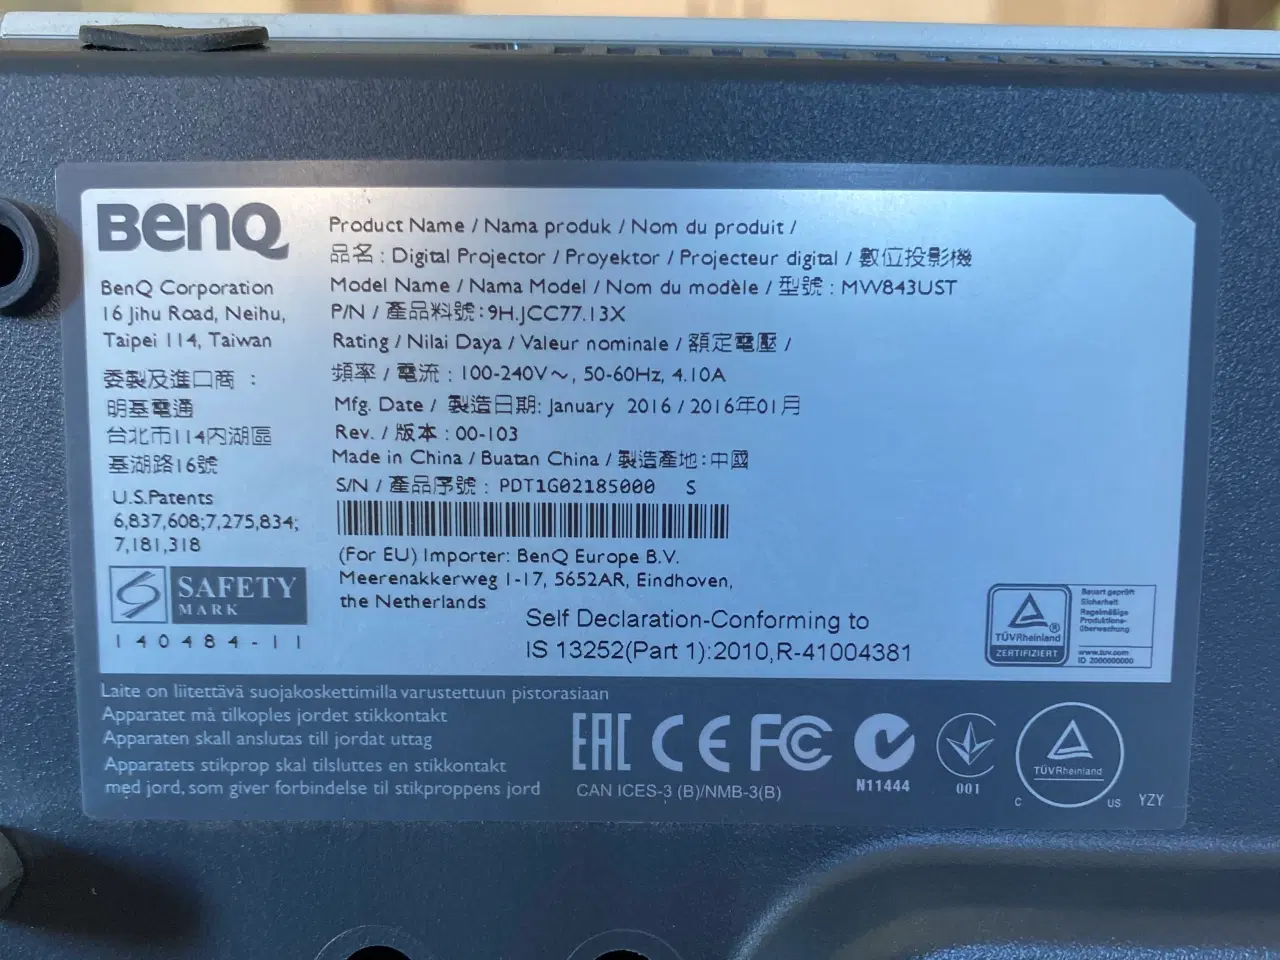 BenQ
BenQ Corporation
16 Jihu Road, Neihu,
Taipei 114, Taiwan
委製及進口商 :
明基電通
台北市114內湖區
基湖路16號
U.S.Patents
6,837,608;7,275,834;
7,181,318
SAFETY
MARK
140484-11
Product Name / Nama produk / Nom du produit /
品名 : Digital Projector / Proyektor / Projecteur digital / 數位投影機
Model Name / Nama Model / Nom du modèle / 型號 : MW843UST
P/N / 產品料號:9H.JCC77.13X
Rating / Nilai Daya / Valeur nominale / 額定電壓 /
頻率 / 電流 : 100-240V～, 50-60Hz, 4.10A
Mfg. Date / 製造日期: January 2016 / 2016年01月
Rev. / 版本 : 00-103
Made in China / Buatan China / 製造產地:中國
S/N / 產品序號 : PDT1G02185000 S
(For EU) Importer: BenQ Europe B.V.
Meerenakkerweg 1-17, 5652AR, Eindhoven,
the Netherlands
Self Declaration-Conforming to
IS 13252(Part 1):2010,R-41004381
TÜVRheinland
ZERTIFIZIERT
Bauart geprüft
Sicherheit
Regelmäßige
Produktions-
überwachung
www.tuv.com
ID 2000000000
Laite on liitettävä suojakoskettimilla varustettuun pistorasiaan
Apparatet må tilkoples jordet stikkontakt
Apparaten skall anslutas till jordat uttag
Apparatets stikprop skal tilsluttes en stikkontakt
med jord, som giver forbindelse til stikproppens jord
EAC CE FC
CAN ICES-3 (B)/NMB-3(B)
N11444
001
TÜVRheinland
C US
YZY